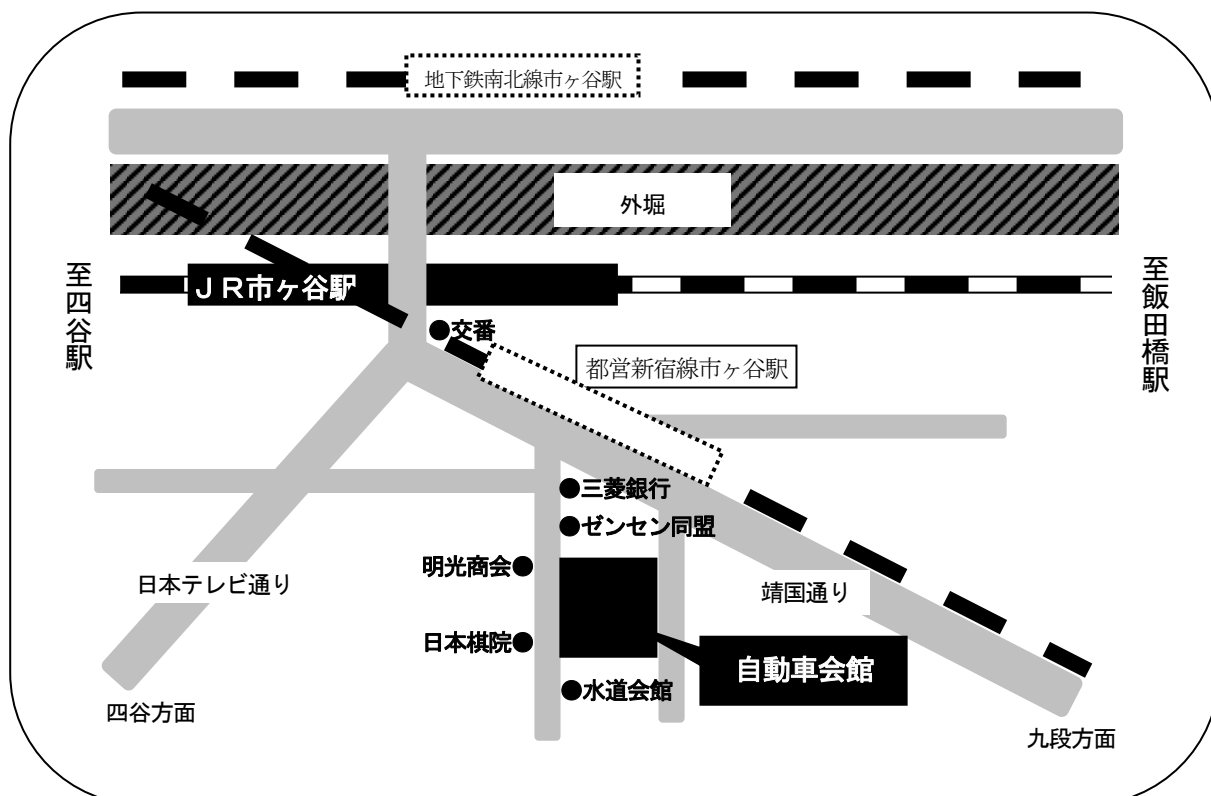 地下鉄南北線市ヶ谷駅
外堀
至四谷駅
ＪＲ市ヶ谷駅
至飯田橋駅
●交番
都営新宿線市ヶ谷駅
●三菱銀行
●ゼンセン同盟
明光商会●
日本テレビ通り
靖国通り
日本棋院●
自動車会館
●水道会館
四谷方面
九段方面